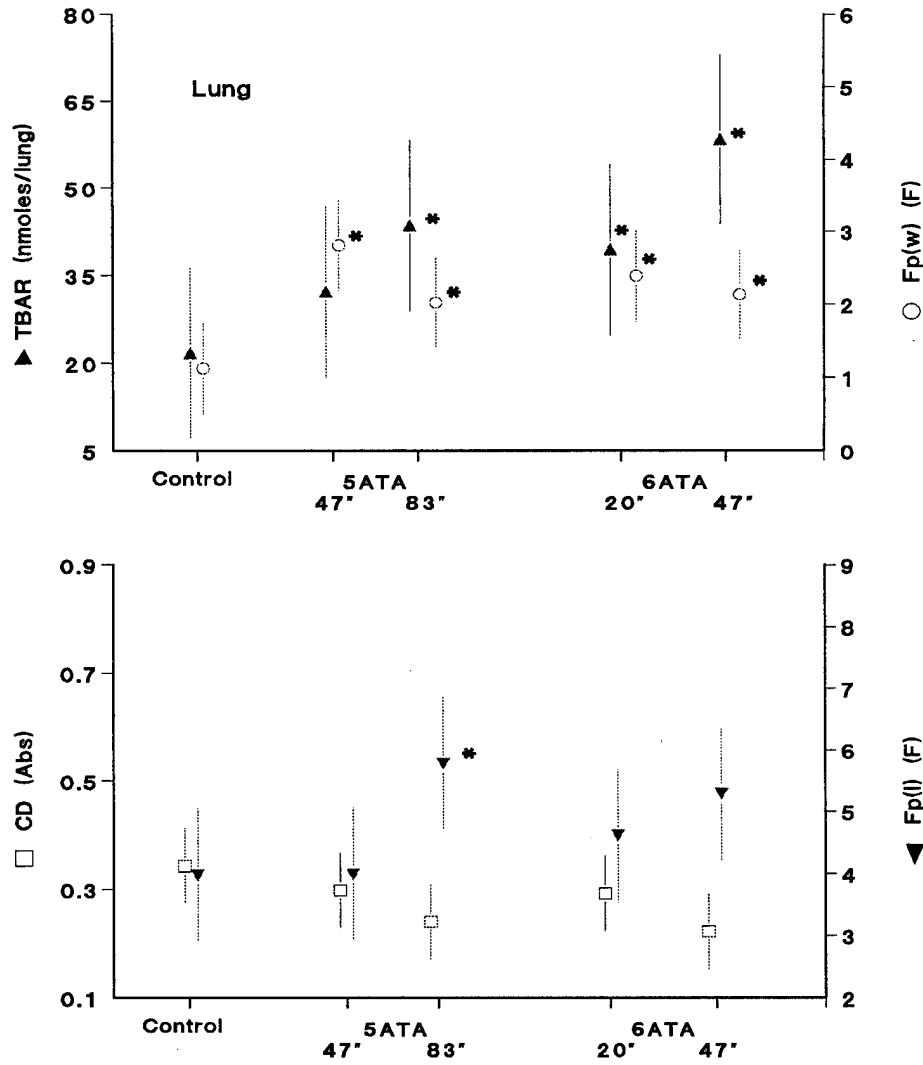 Lung
80
65
50
35
20
5
▲ TBAR (nmoles/lung)
6
5
4
3
2
1
0
○ Fp(w) (F)
Control 5ATA 6ATA
47" 83" 20" 47"
0.9
0.7
0.5
0.3
0.1
□ CD (Abs)
9
8
7
6
5
4
3
2
▼ Fp(l) (F)
Control 5ATA 6ATA
47" 83" 20" 47"